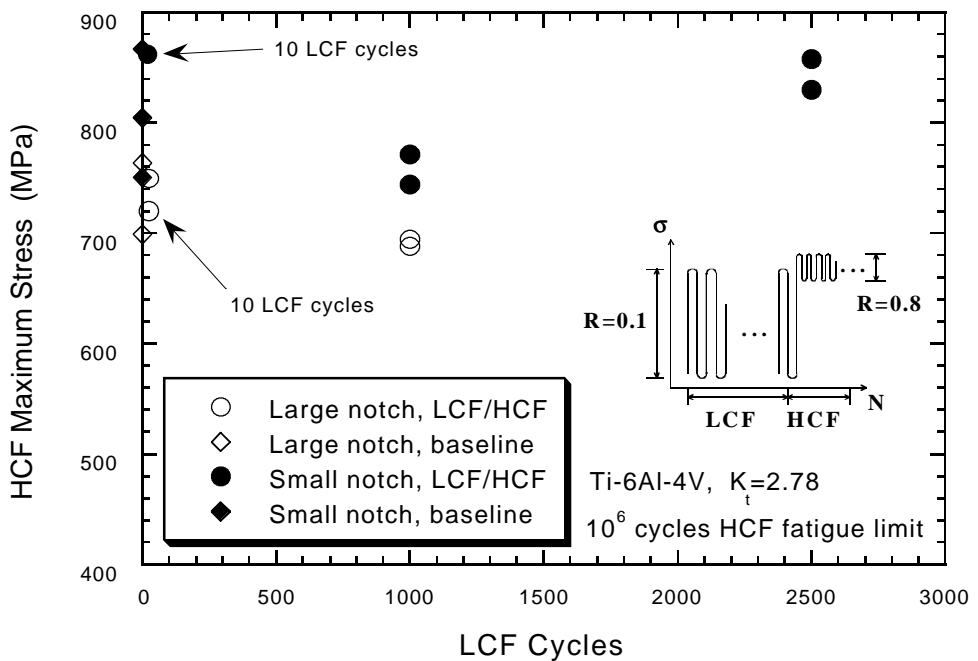 HCF Maximum Stress (MPa)
900
800
700
600
500
400
10 LCF cycles
10 LCF cycles
σ
R=0.1
R=0.8
LCF HCF N
Large notch, LCF/HCF
Large notch, baseline
Small notch, LCF/HCF
Small notch, baseline
Ti-6Al-4V, Kt=2.78
10⁶ cycles HCF fatigue limit
0 500 1000 1500 2000 2500 3000
LCF Cycles